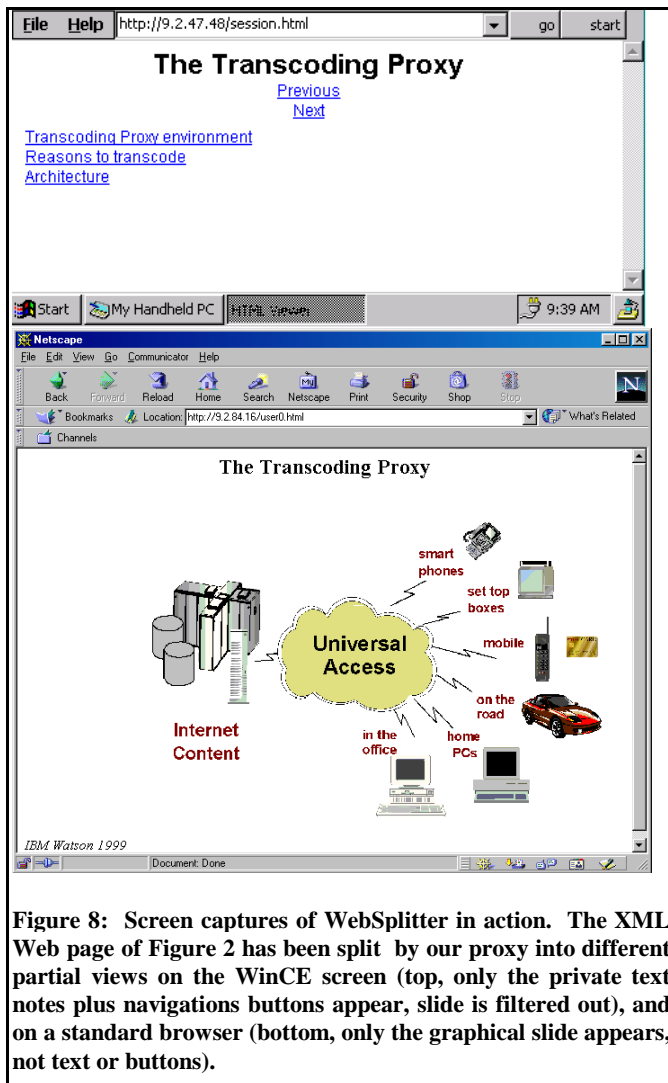 File Help http://9.2.47.48/session.html go start
The Transcoding Proxy
Previous
Next
Transcoding Proxy environment
Reasons to transcode
Architecture
Start My Handheld PC HTML Viewer 9:39 AM
Netscape
File Edit View Go Communicator Help
Back Forward Reload Home Search Netscape Print Security Shop Stop
N
Bookmarks Location: http://9.2.84.16/user0.html What's Related
Channels
The Transcoding Proxy
smart
phones
set top
boxes
mobile
Universal
Access
on the
road
Internet
Content
in the
office
home
PCs
IBM Watson 1999
Document: Done
Figure 8: Screen captures of WebSplitter in action. The XML
Web page of Figure 2 has been split by our proxy into different
partial views on the WinCE screen (top, only the private text
notes plus navigations buttons appear, slide is filtered out), and
on a standard browser (bottom, only the graphical slide appears,
not text or buttons).